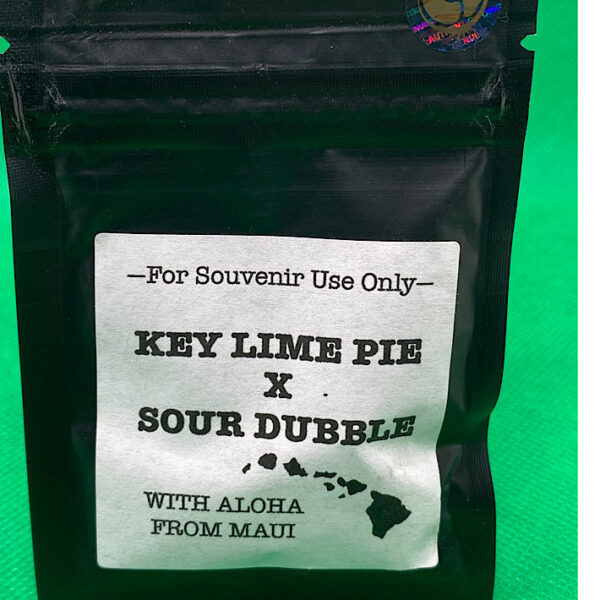 —For Souvenir Use Only—
KEY LIME PIE
X
SOUR DUBBLE
WITH ALOHA
FROM MAUI